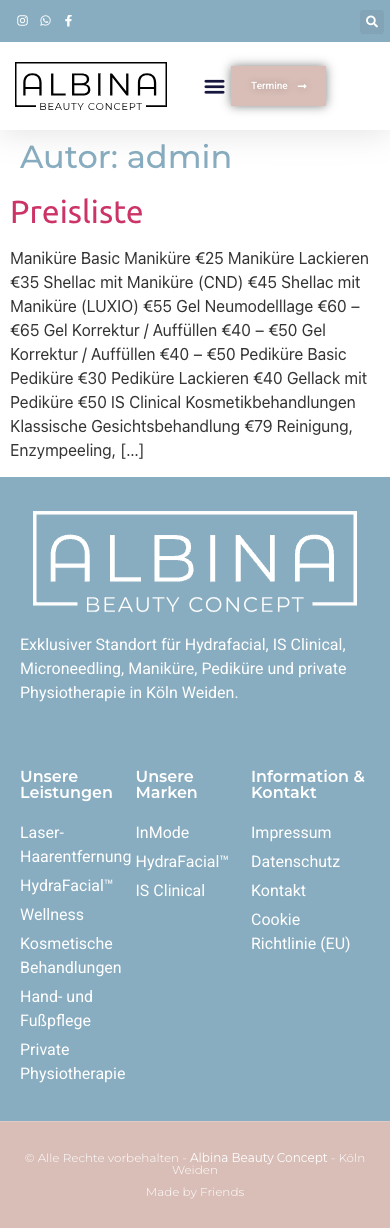 ALBINA
BEAUTY CONCEPT
Termine
Autor: admin
Preisliste
Maniküre Basic Maniküre €25 Maniküre Lackieren
€35 Shellac mit Maniküre (CND) €45 Shellac mit
Maniküre (LUXIO) €55 Gel Neumodelllage €60 –
€65 Gel Korrektur / Auffüllen €40 – €50 Gel
Korrektur / Auffüllen €40 – €50 Pediküre Basic
Pediküre €30 Pediküre Lackieren €40 Gellack mit
Pediküre €50 IS Clinical Kosmetikbehandlungen
Klassische Gesichtsbehandlung €79 Reinigung,
Enzympeeling, […]
ALBINA
BEAUTY CONCEPT
Exklusiver Standort für Hydrafacial, IS Clinical,
Microneedling, Maniküre, Pediküre und private
Physiotherapie in Köln Weiden.
Unsere
Leistungen
Laser-
Haarentfernung
HydraFacial™
Wellness
Kosmetische
Behandlungen
Hand- und
Fußpflege
Private
Physiotherapie
Unsere
Marken
InMode
HydraFacial™
IS Clinical
Information &
Kontakt
Impressum
Datenschutz
Kontakt
Cookie
Richtlinie (EU)
© Alle Rechte vorbehalten - Albina Beauty Concept - Köln
Weiden
Made by Friends